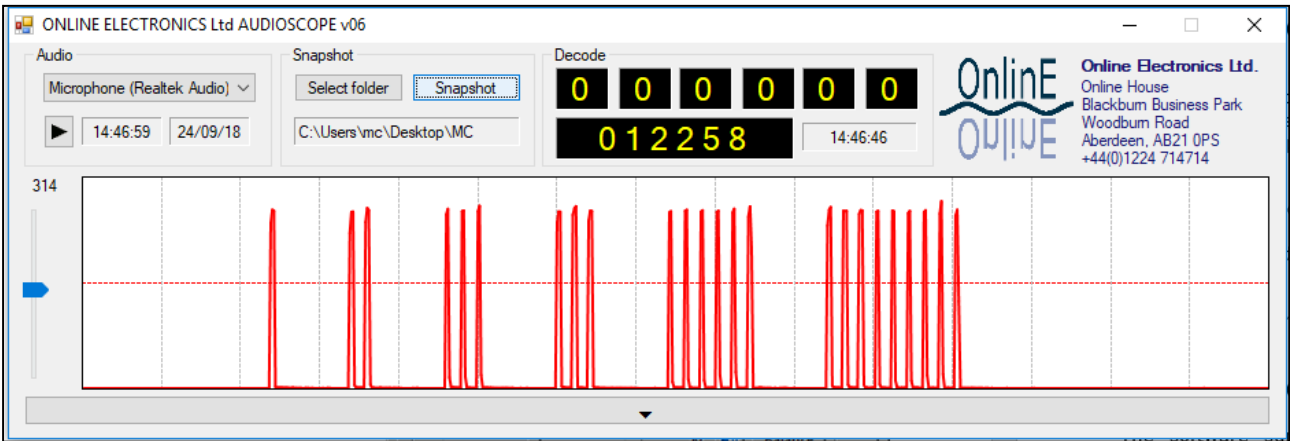 ONLINE ELECTRONICS Ltd AUDIOSCOPE v06
Audio
Microphone (Realtek Audio)
14:46:59 24/09/18
Snapshot
Select folder Snapshot
C:\Users\mc\Desktop\MC
Decode
0 0 0 0 0 0
012258 14:46:46
OnlinE
Online Electronics Ltd.
Online House
Blackburn Business Park
Woodburn Road
Aberdeen, AB21 0PS
+44(0)1224 714714
314